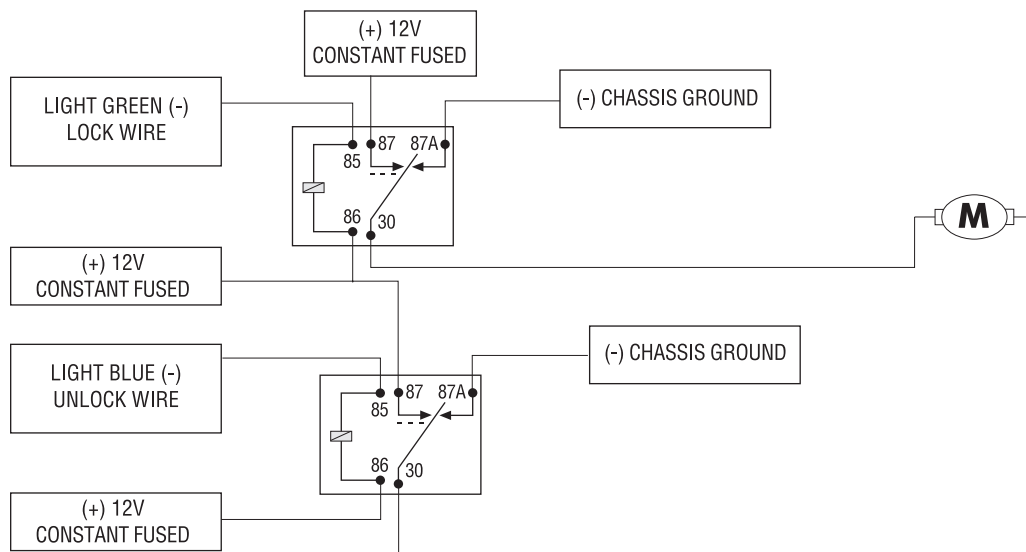 (+) 12V
CONSTANT FUSED
LIGHT GREEN (-)
LOCK WIRE
(-) CHASSIS GROUND
87
87A
85
86
30
M
(+) 12V
CONSTANT FUSED
(-) CHASSIS GROUND
LIGHT BLUE (-)
UNLOCK WIRE
87
87A
85
86
30
(+) 12V
CONSTANT FUSED